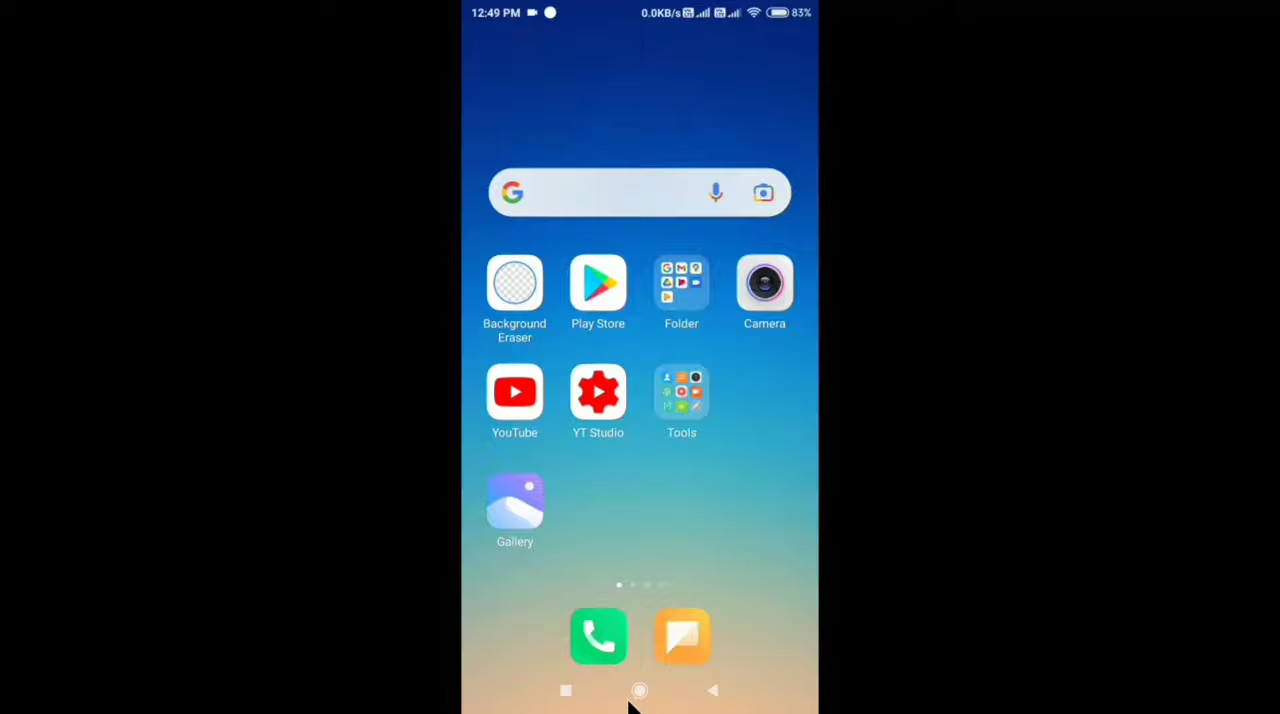 12:49 PM 0.0KB/s 83%
Background Eraser
Play Store
Folder
Camera
YouTube
YT Studio
Tools
Gallery